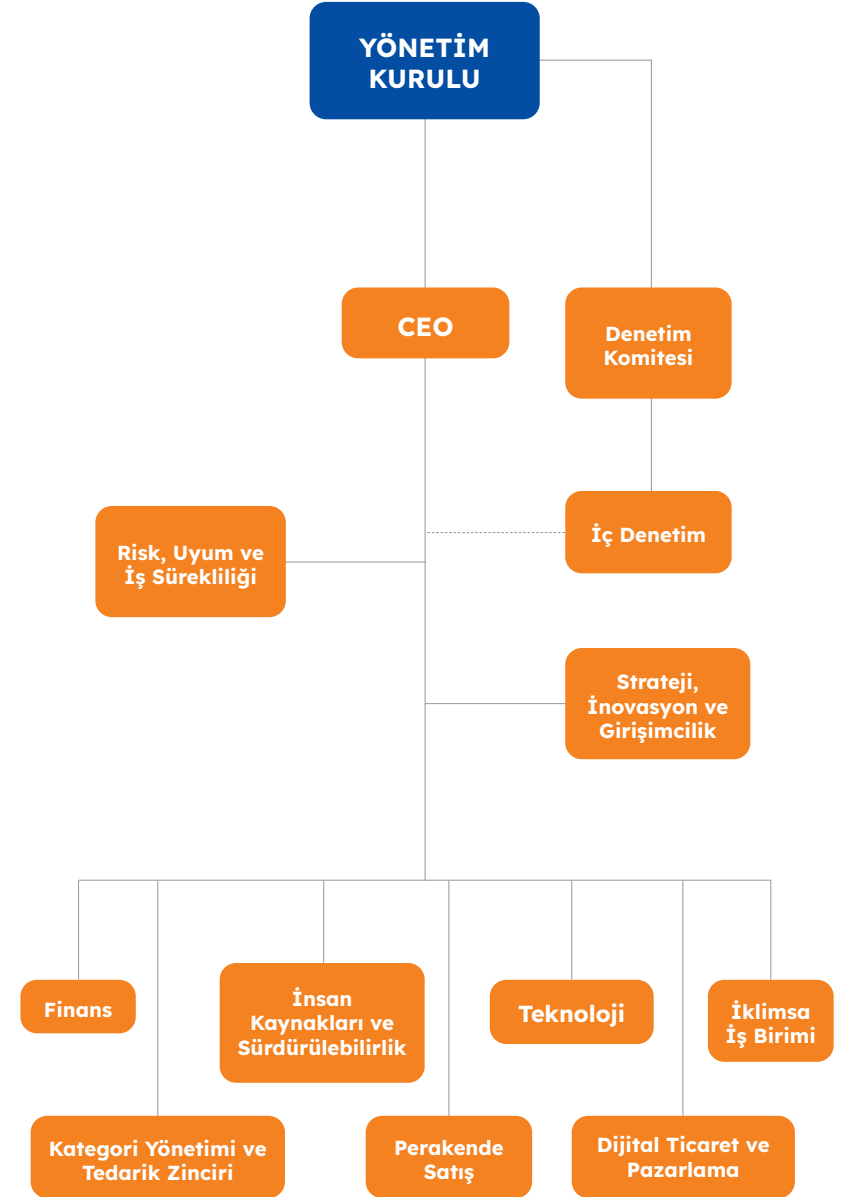 YÖNETİM
KURULU
CEO
Denetim
Komitesi
İç Denetim
Risk, Uyum ve
İş Sürekliliği
Strateji,
İnovasyon ve
Girişimcilik
Finans
İnsan
Kaynakları ve
Sürdürülebilirlik
Teknoloji
İklimsa
İş Birimi
Kategori Yönetimi ve
Tedarik Zinciri
Perakende
Satış
Dijital Ticaret ve
Pazarlama